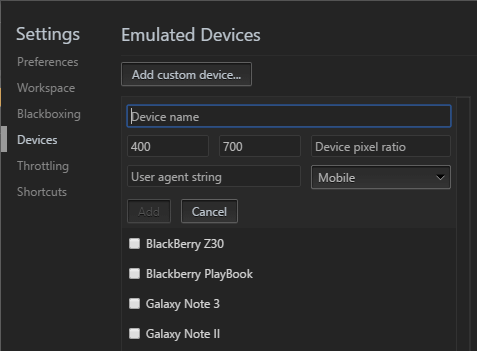 Settings
Preferences
Workspace
Blackboxing
Devices
Throttling
Shortcuts
Emulated Devices
Add custom device...
Device name
400 700 Device pixel ratio
User agent string Mobile
Add Cancel
BlackBerry Z30
Blackberry PlayBook
Galaxy Note 3
Galaxy Note II